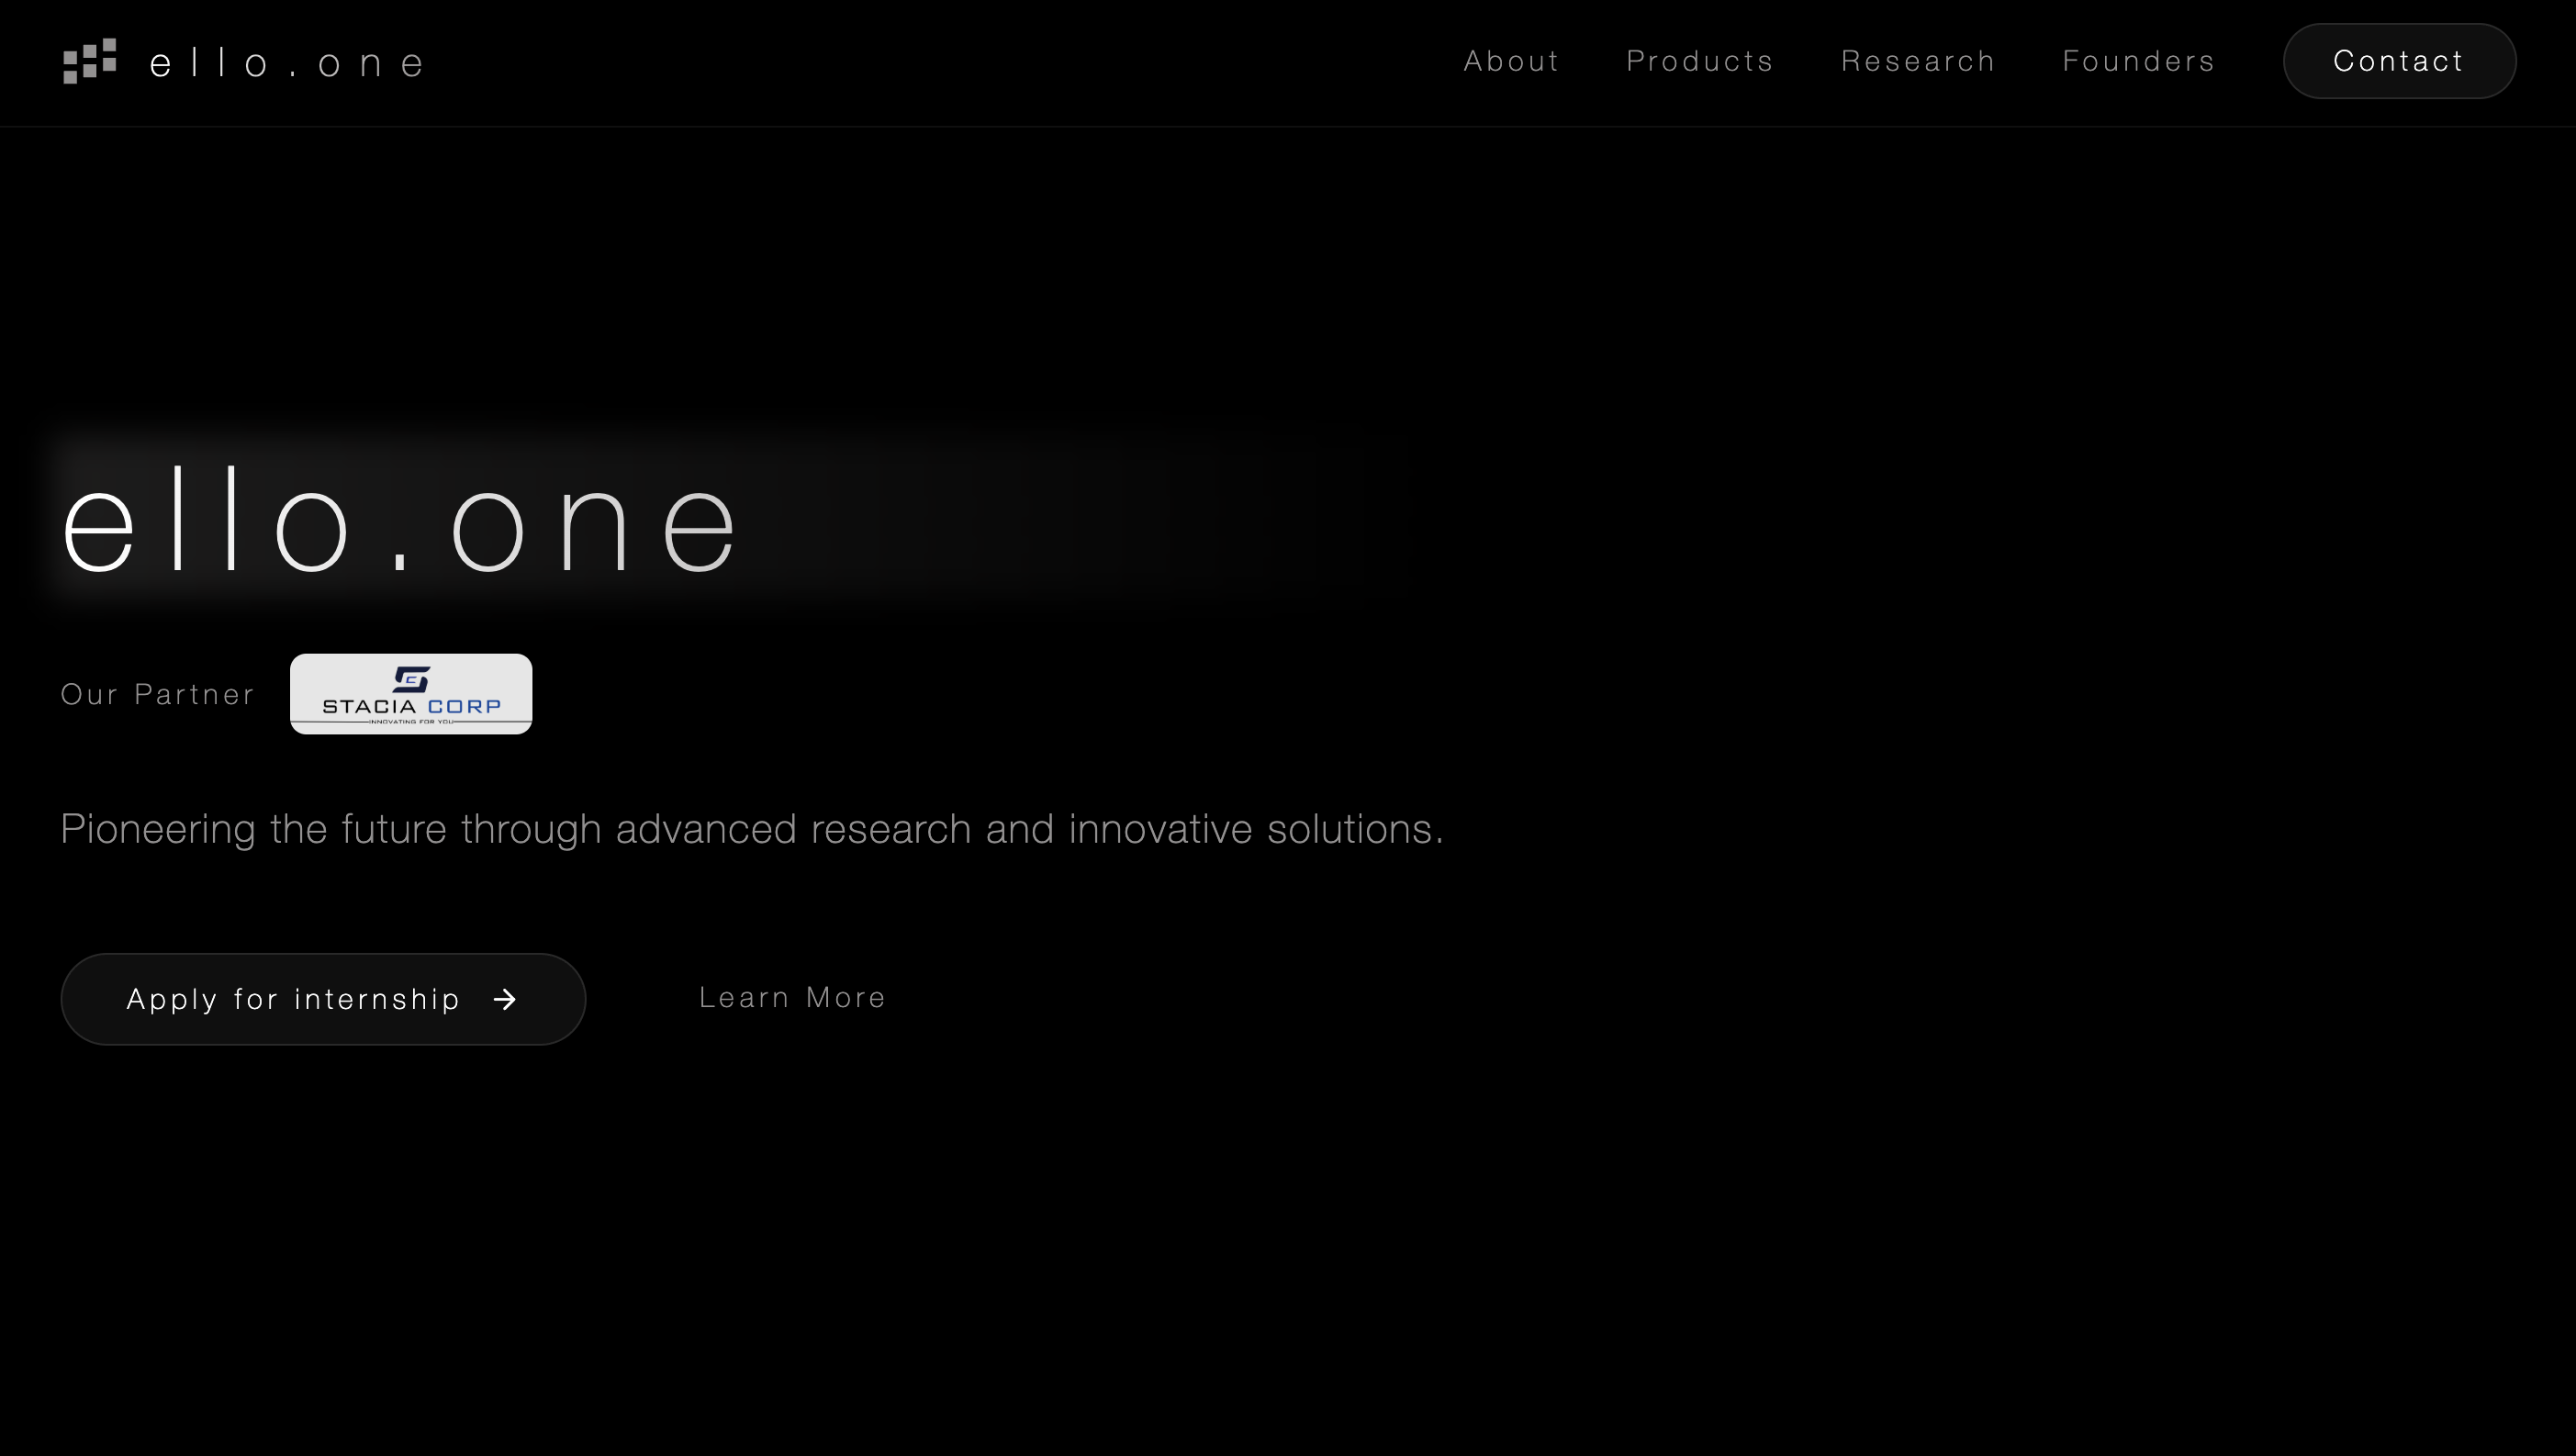 ello.one
About
Products
Research
Founders
Contact
ello.one
Our Partner
STACIA CORP
INNOVATING FOR YOU
Pioneering the future through advanced research and innovative solutions.
Apply for internship →
Learn More